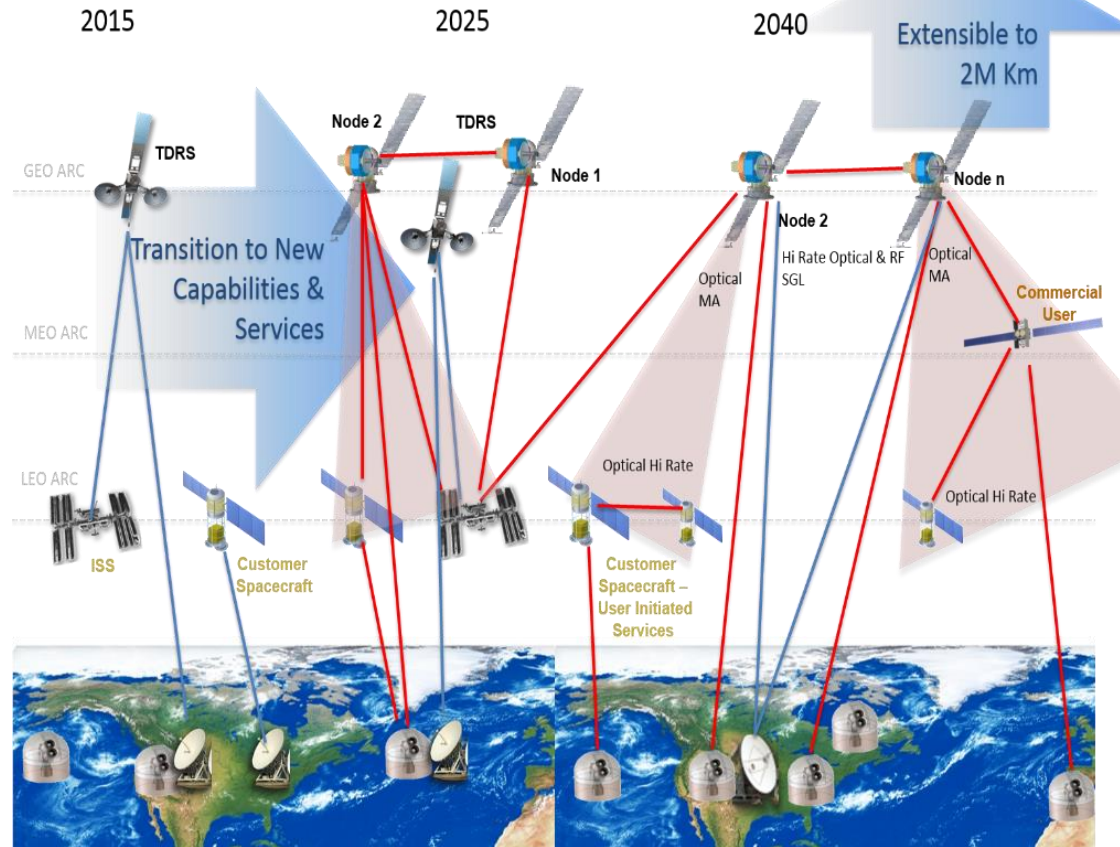 2015
2025
2040
Extensible to
2M Km
Node 2
TDRS
TDRS
GEO ARC
Node 1
Node n
Node 2
Transition to New
Capabilities &
Services
Hi Rate Optical & RF
SGL
Optical
MA
Optical
MA
Commercial
User
MEO ARC
LEO ARC
Optical Hi Rate
Optical Hi Rate
ISS
Customer
Spacecraft
Customer
Spacecraft –
User Initiated
Services